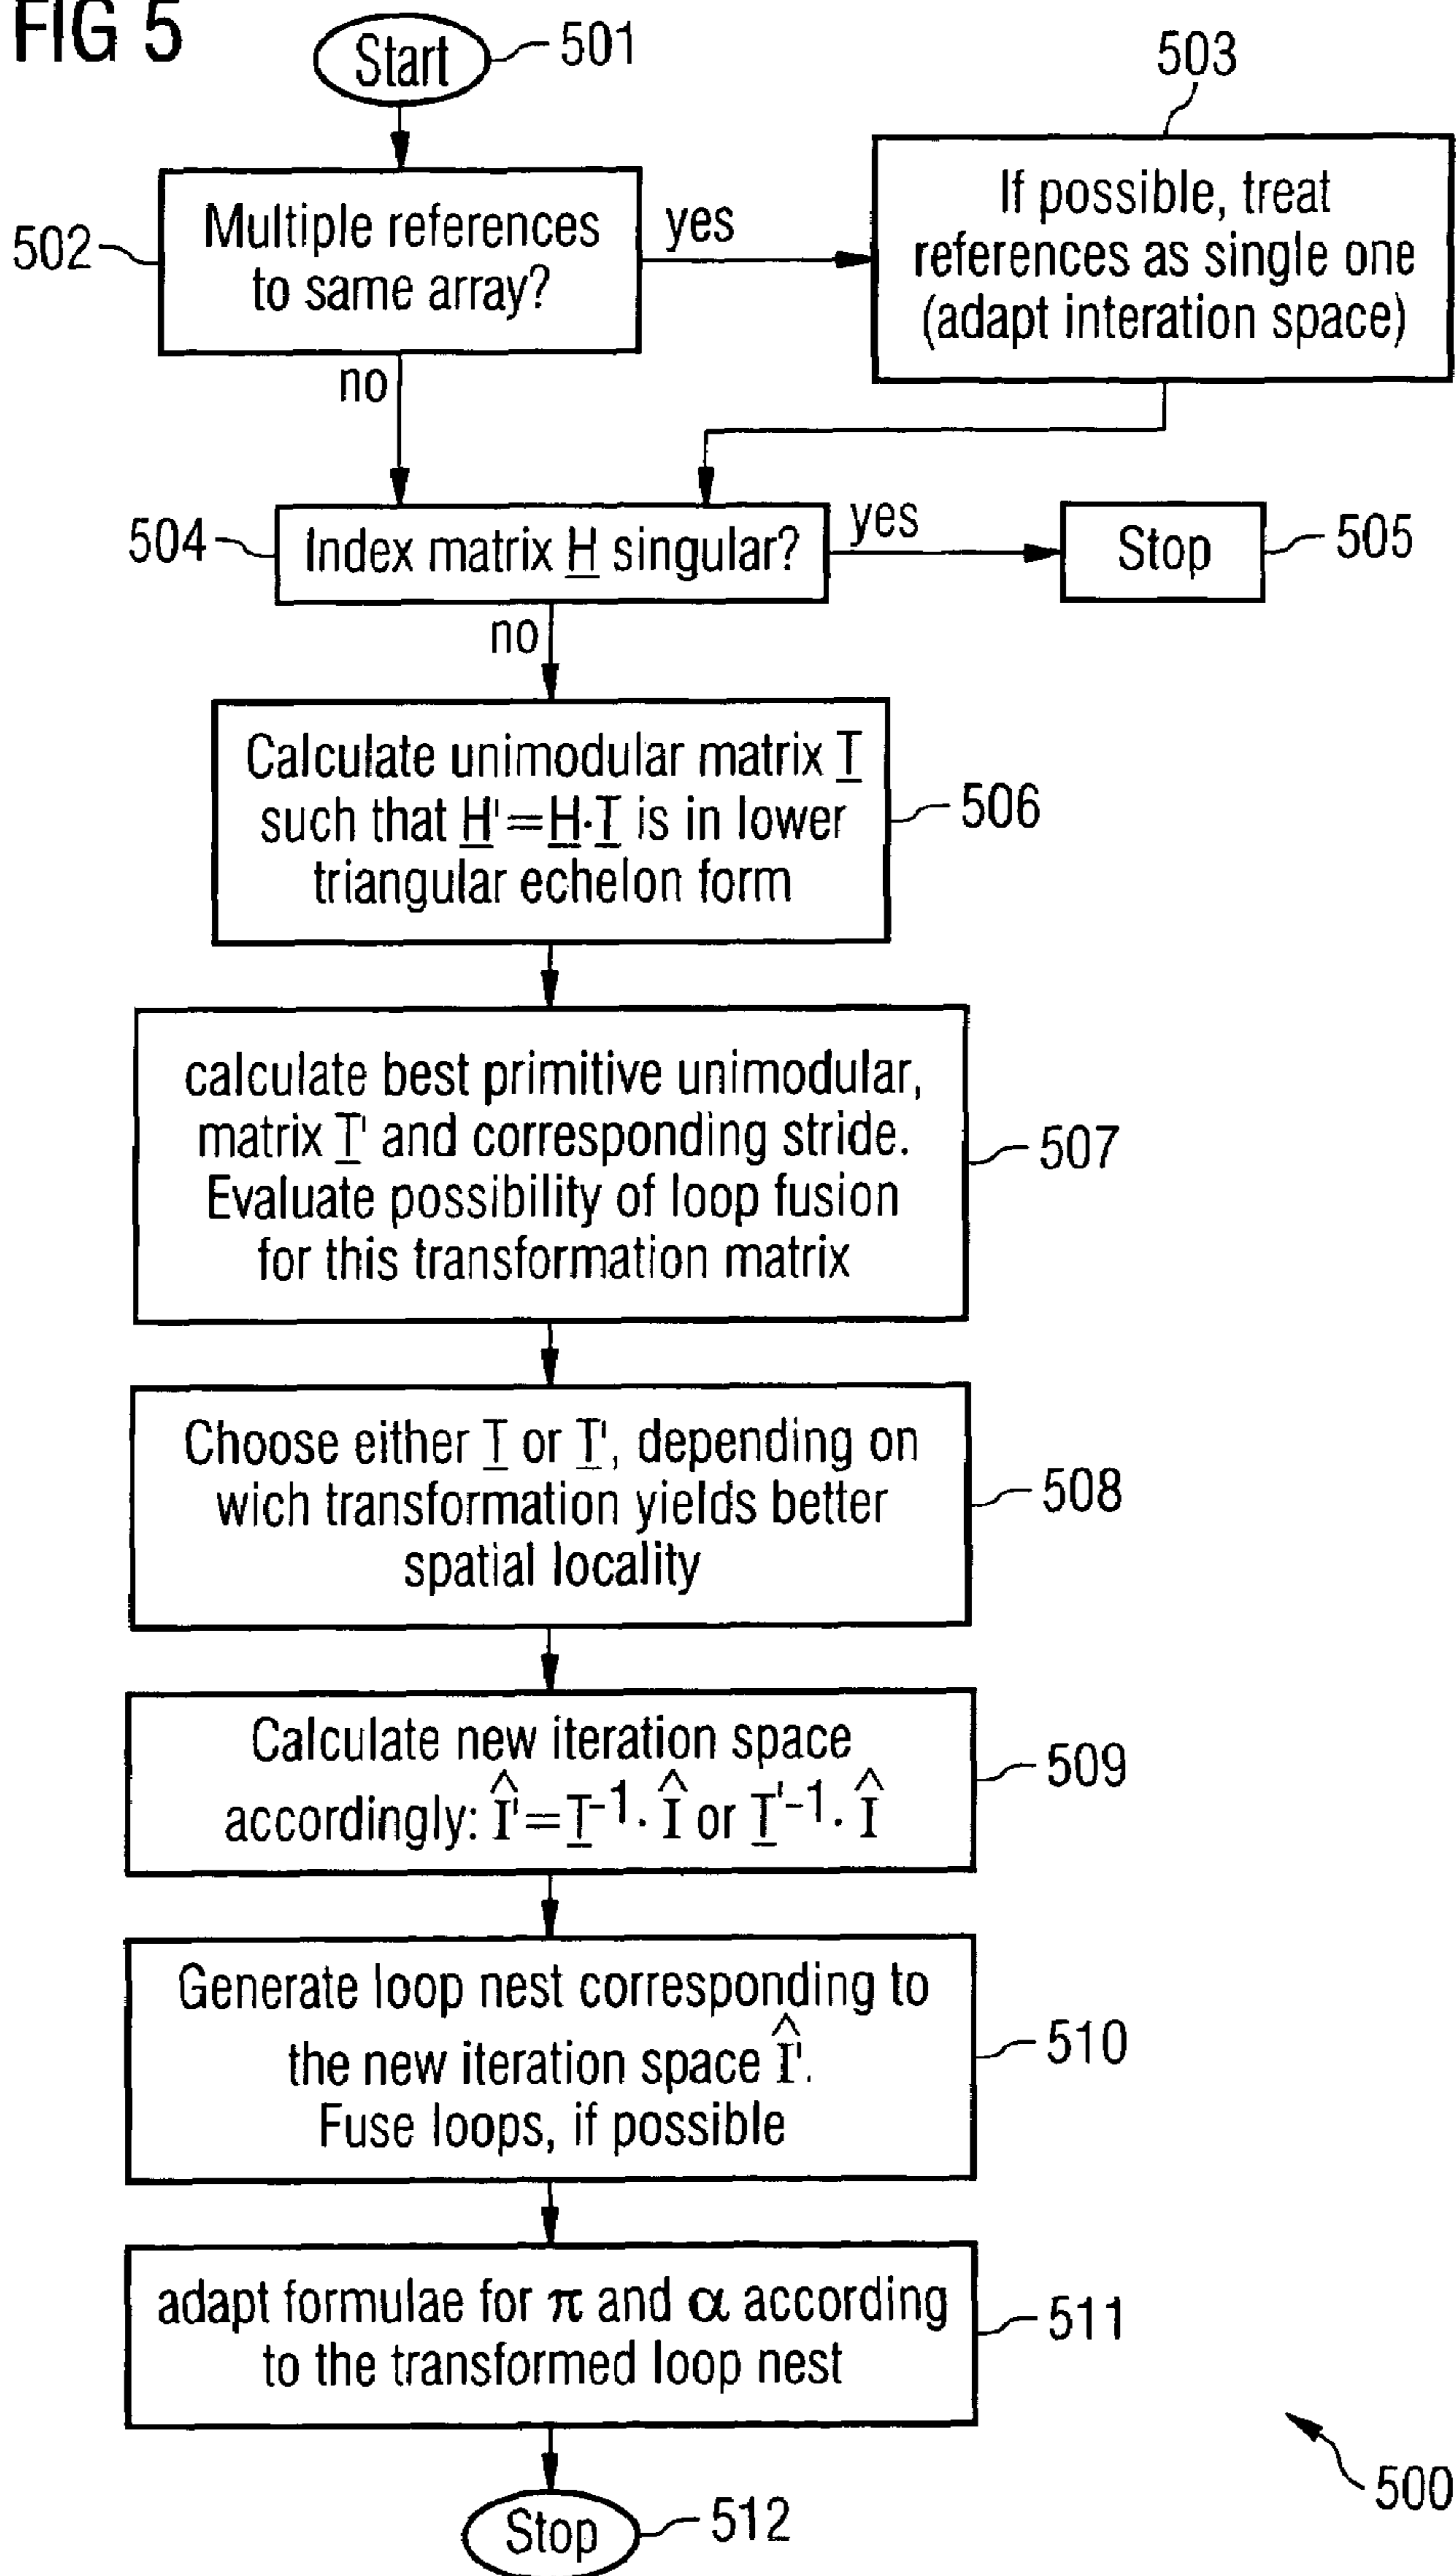 FIG 5
Start
501
503
502
Multiple references
to same array?
yes
If possible, treat
references as single one
(adapt interation space)
no
504
Index matrix H singular?
yes
Stop
505
no
Calculate unimodular matrix T
such that H'=H·T is in lower
triangular echelon form
506
calculate best primitive unimodular,
matrix T' and corresponding stride.
Evaluate possibility of loop fusion
for this transformation matrix
507
Choose either T or T', depending on
wich transformation yields better
spatial locality
508
Calculate new iteration space
accordingly: Î'=T⁻¹·Î or T'⁻¹·Î
509
Generate loop nest corresponding to
the new iteration space Î'.
Fuse loops, if possible
510
adapt formulae for π and α according
to the transformed loop nest
511
500
Stop
512